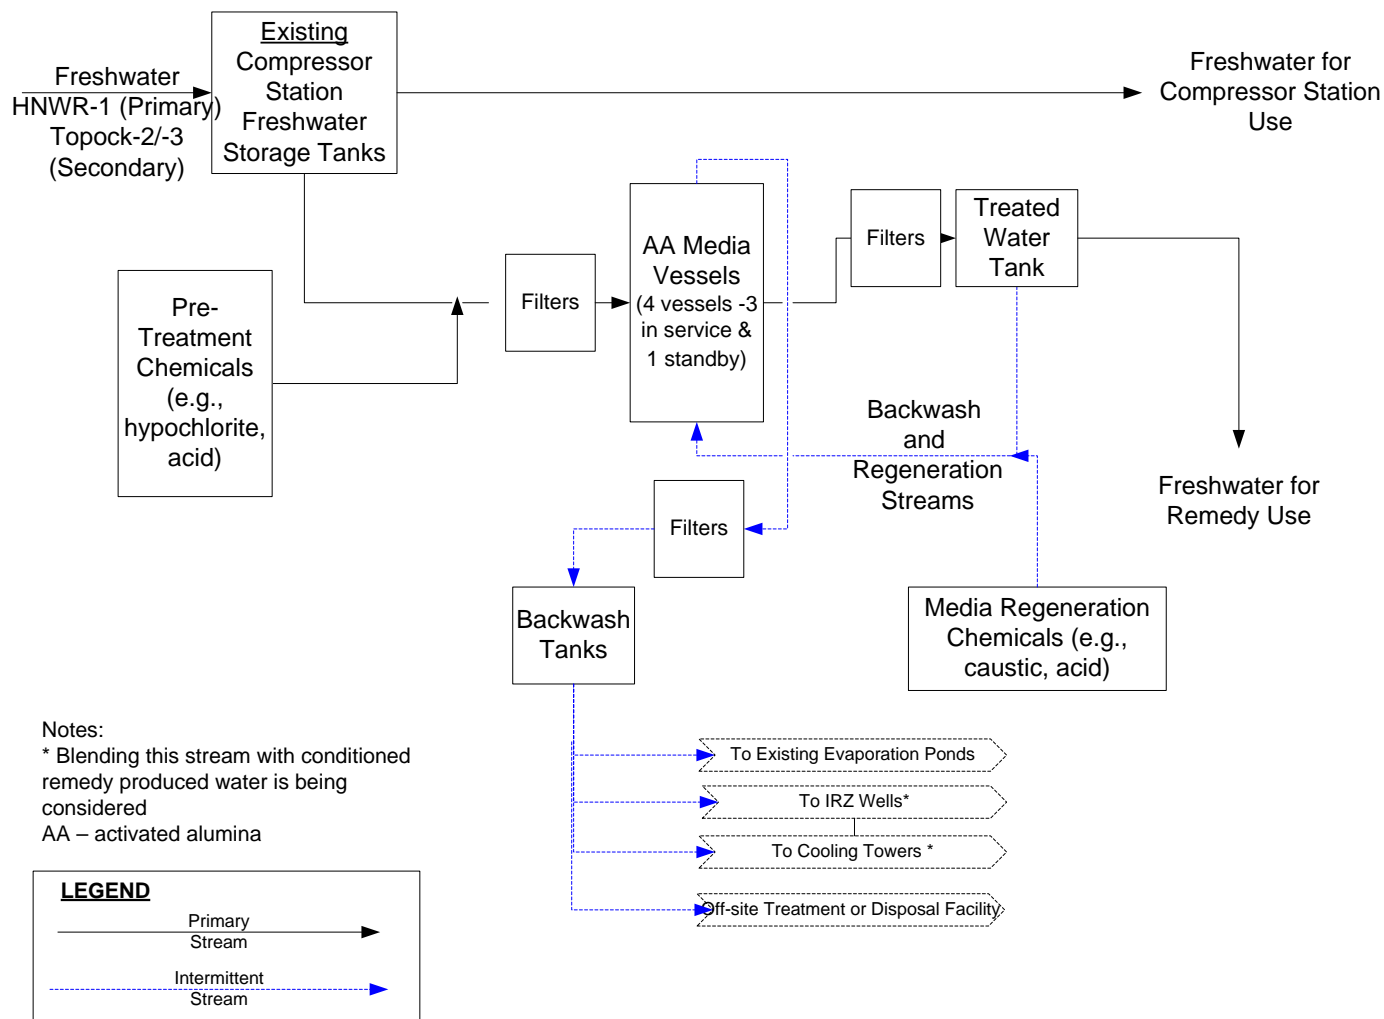 Existing
Compressor
Station
Freshwater
Storage Tanks
Freshwater
HNWR-1 (Primary)
Topock-2/-3
(Secondary)
Freshwater for
Compressor Station
Use
Pre-
Treatment
Chemicals
(e.g.,
hypochlorite,
acid)
Filters
AA Media
Vessels
(4 vessels -3
in service &
1 standby)
Filters
Treated
Water
Tank
Backwash
and
Regeneration
Streams
Freshwater for
Remedy Use
Filters
Backwash
Tanks
Media Regeneration
Chemicals (e.g.,
caustic, acid)
Notes:
* Blending this stream with conditioned
remedy produced water is being
considered
AA – activated alumina
To Existing Evaporation Ponds
To IRZ Wells*
To Cooling Towers *
Off-site Treatment or Disposal Facility
LEGEND
Primary
Stream
Intermittent
Stream